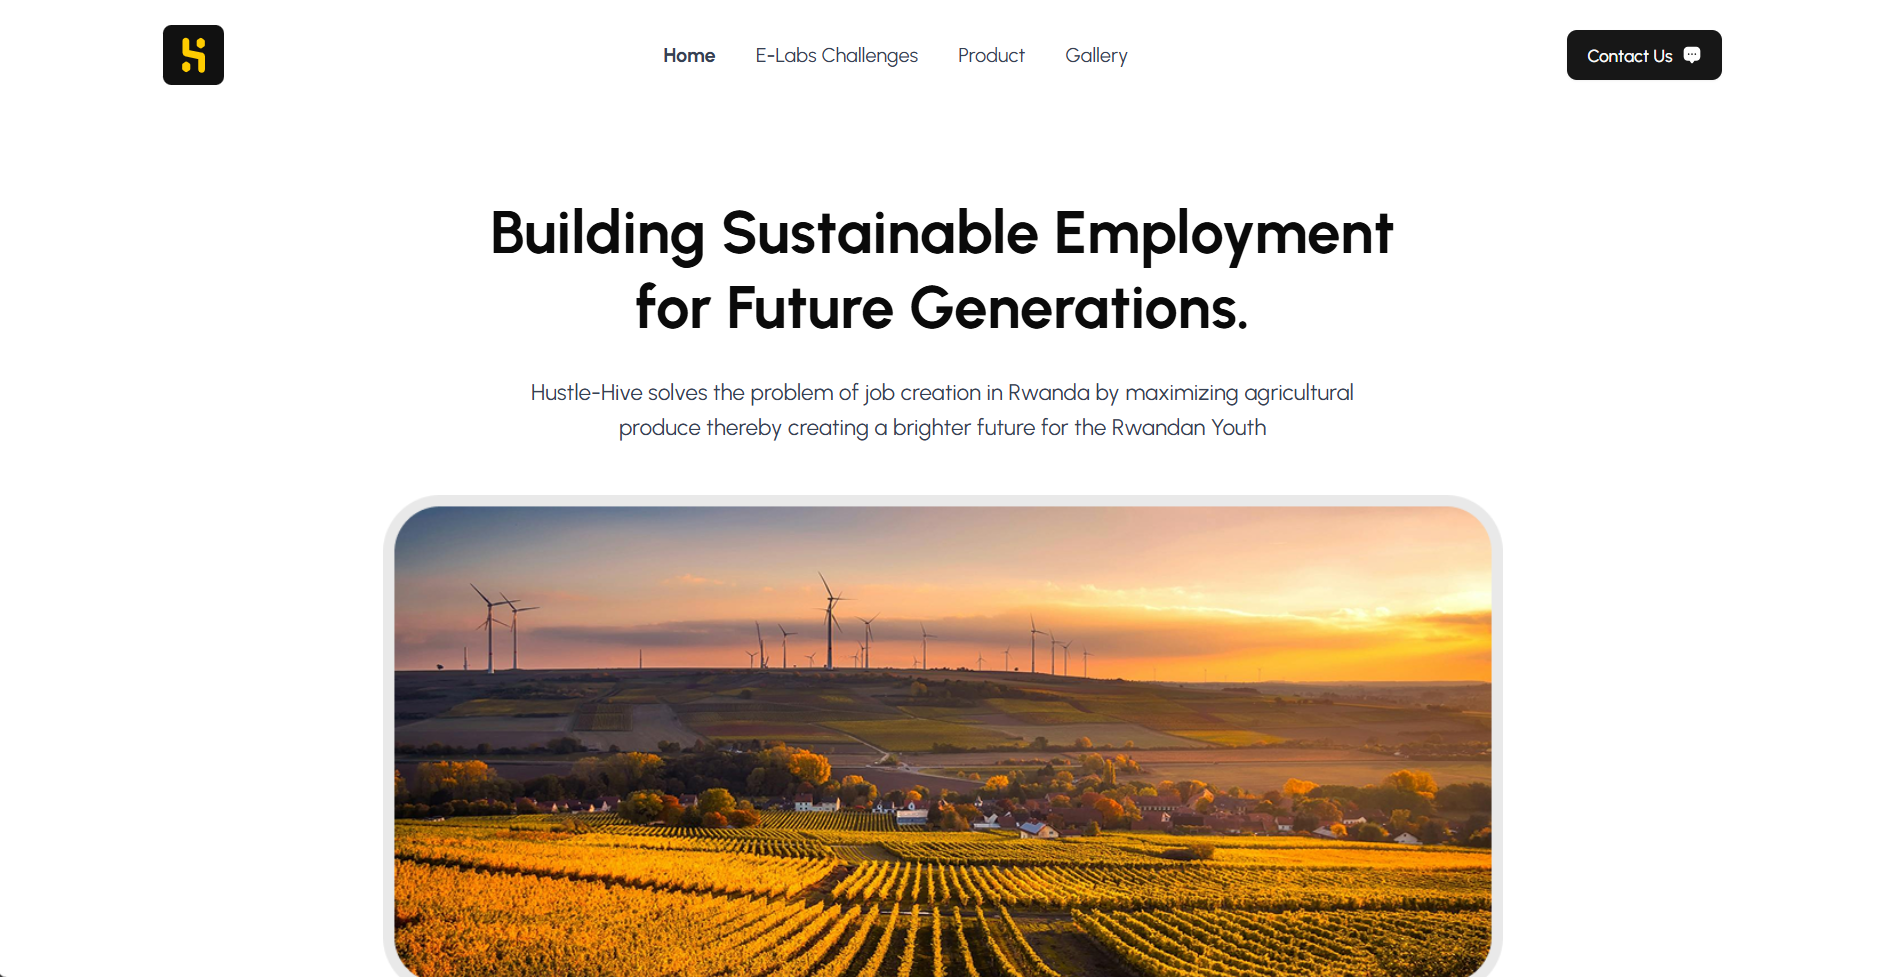 Home
E-Labs Challenges
Product
Gallery
Contact Us
Building Sustainable Employment
for Future Generations.
Hustle-Hive solves the problem of job creation in Rwanda by maximizing agricultural
produce thereby creating a brighter future for the Rwandan Youth